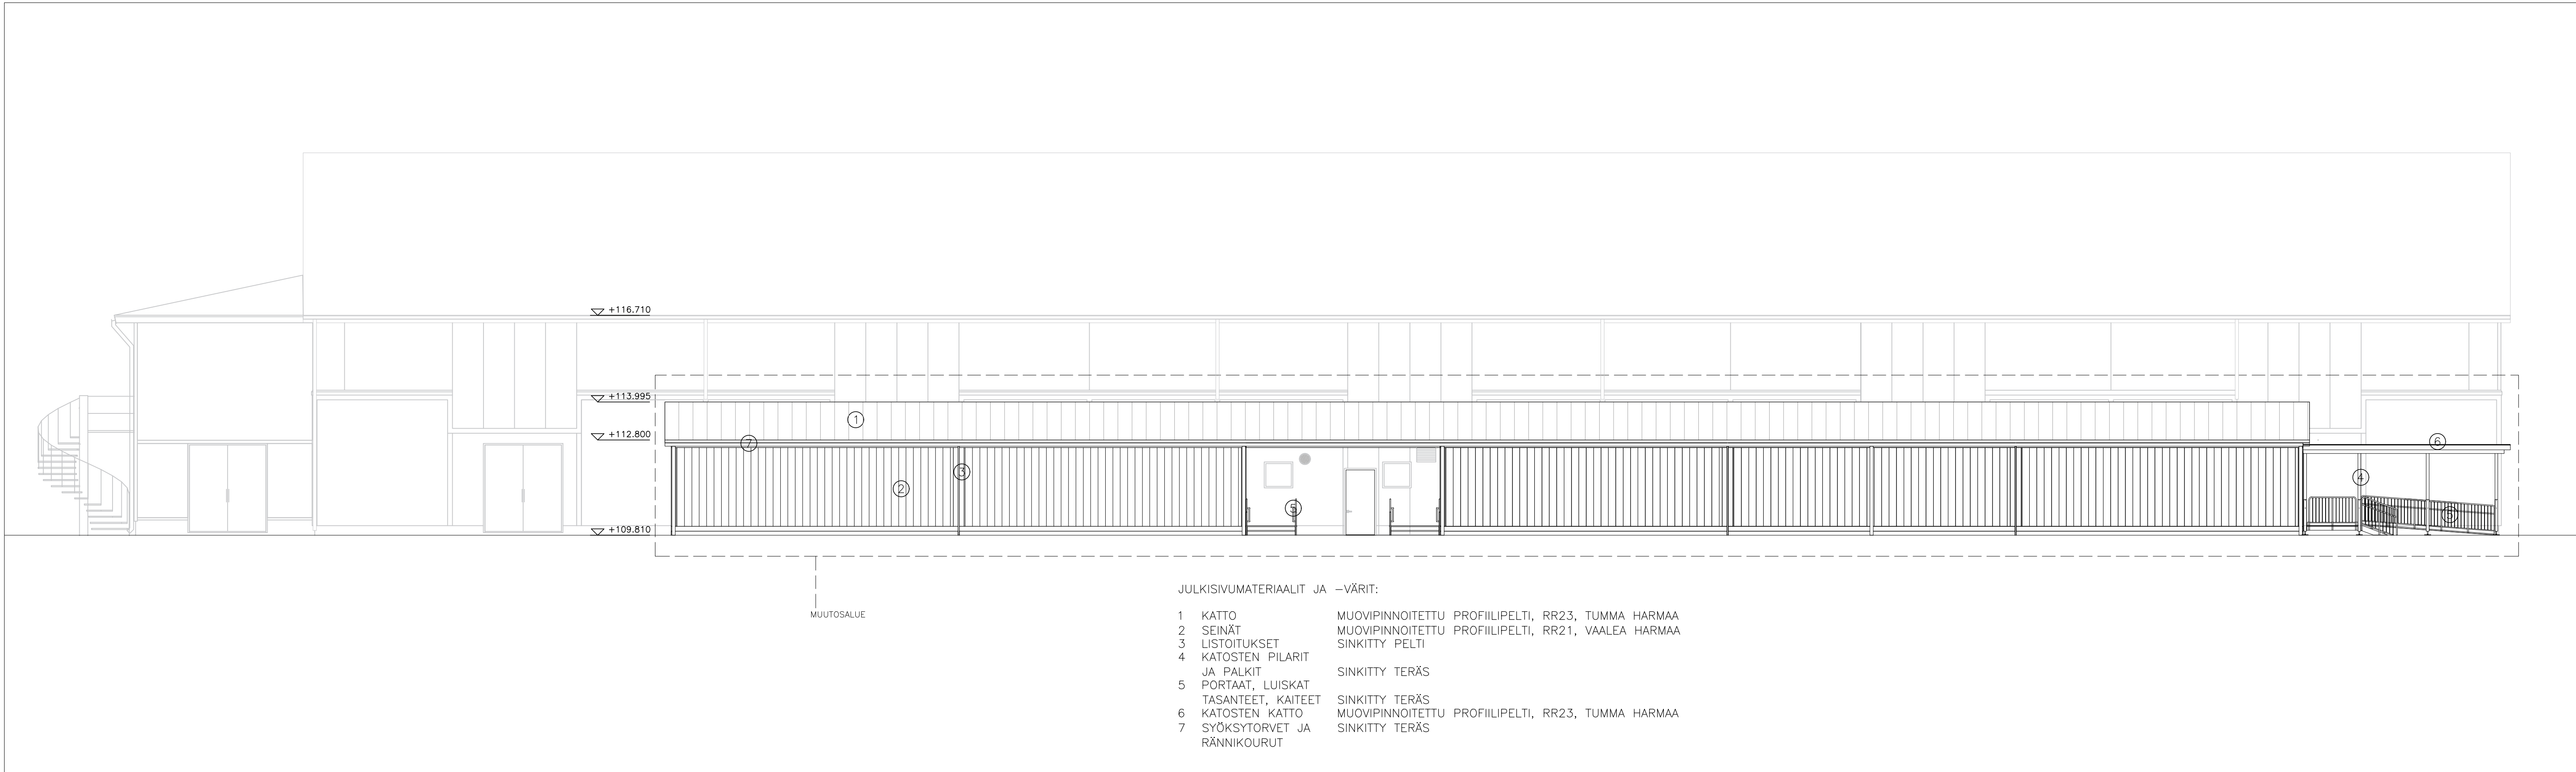 +116.710
+113.995
1
+112.800
7
6
3
4
2
5
5
+109.810
MUUTOSALUE
JULKISIVUMATERIAALIT JA –VÄRIT:
1 KATTO MUOVIPINNOITETTU PROFIILIPELTI, RR23, TUMMA HARMAA
2 SEINÄT MUOVIPINNOITETTU PROFIILIPELTI, RR21, VAALEA HARMAA
3 LISTOITUKSET SINKITTY PELTI
4 KATOSTEN PILARIT
JA PALKIT SINKITTY TERÄS
5 PORTAAT, LUISKAT
TASANTEET, KAITEET SINKITTY TERÄS
6 KATOSTEN KATTO MUOVIPINNOITETTU PROFIILIPELTI, RR23, TUMMA HARMAA
7 SYÖKSYTORVET JA SINKITTY TERÄS
RÄNNIKOURUT